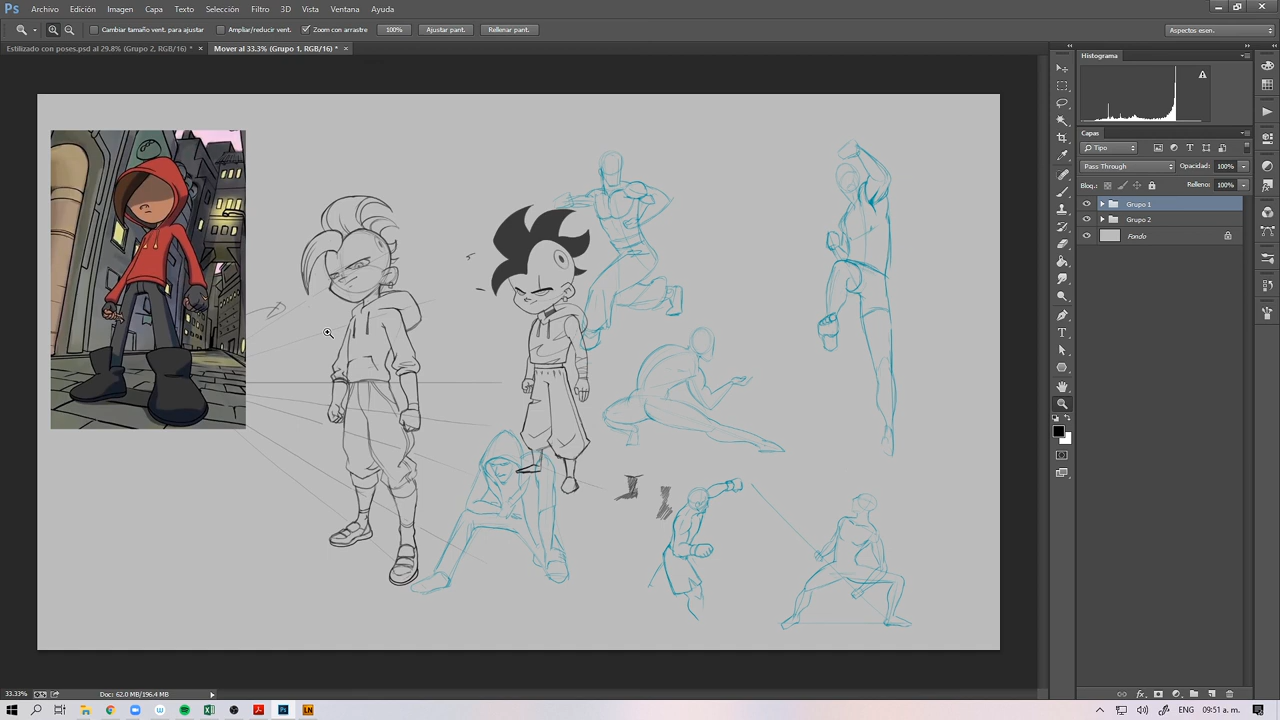 Ps Archivo Edición Imagen Capa Texto Selección Filtro 3D Vista Ventana Ayuda
Cambiar tamaño vent. para ajustar Ampliar/reducir vent. Zoom con arrastre 100% Ajustar pant. Rellenar pant. Aspectos esen.
Estilizado con poses.psd al 29.8% (Grupo 2, RGB/16) * × Mover al 33.3% (Grupo 1, RGB/16) * ×
Histograma
Capas
Tipo
Pass Through Opacidad: 100%
Bloq.: Relleno: 100%
Grupo 1
Grupo 2
Fondo
33.33% Doc: 62.0 MB/196.4 MB
ENG 09:51 a. m.